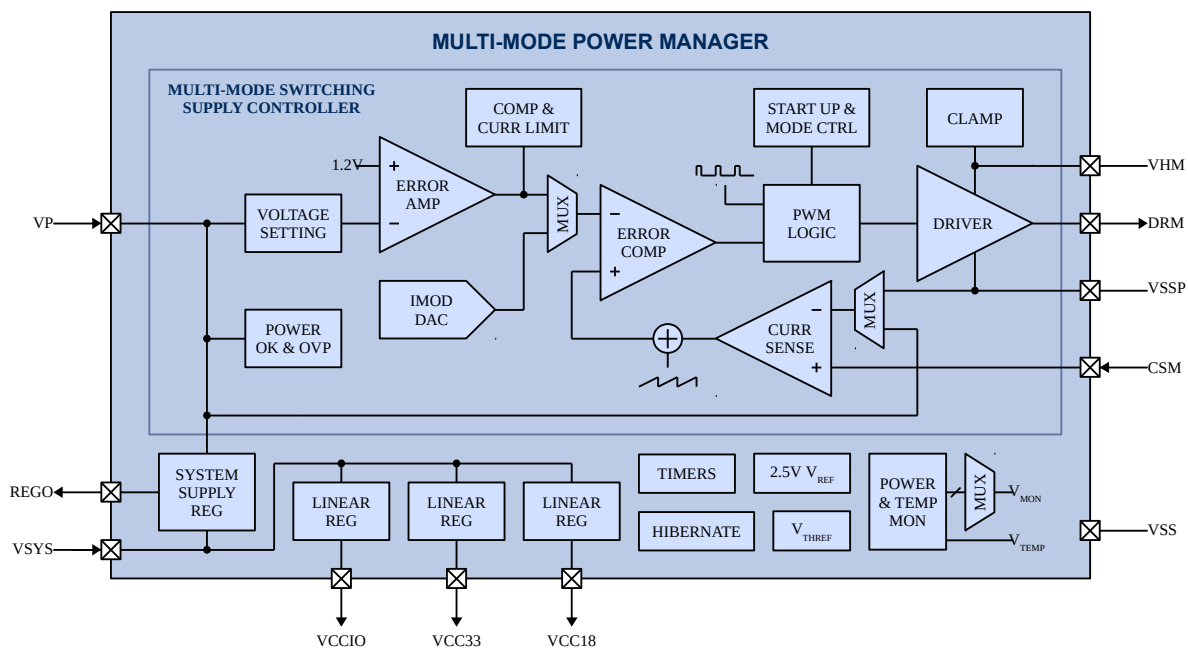 MULTI-MODE POWER MANAGER
MULTI-MODE SWITCHING
SUPPLY CONTROLLER
COMP &
CURR LIMIT
START UP &
MODE CTRL
CLAMP
1.2V
+
ERROR
AMP
−
MUX
VP
VOLTAGE
SETTING
−
ERROR
COMP
+
PWM
LOGIC
DRIVER
VHM
DRM
VSSP
CSM
IMOD
DAC
POWER
OK & OVP
−
CURR
SENSE
+
MUX
REGO
VSYS
SYSTEM
SUPPLY
REG
LINEAR
REG
LINEAR
REG
LINEAR
REG
TIMERS
2.5V VREF
HIBERNATE
VTHREF
POWER
& TEMP
MON
MUX
VMON
VTEMP
VSS
VCCIO
VCC33
VCC18